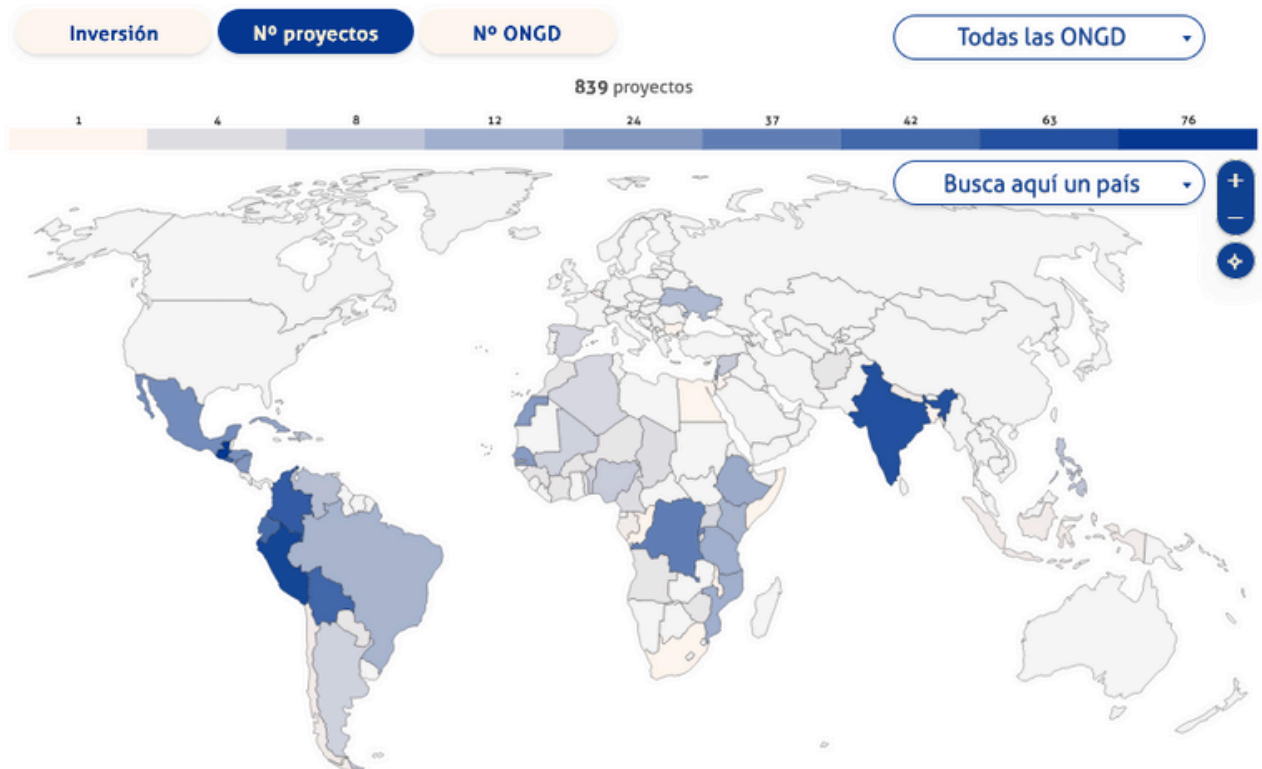 Inversión
Nº proyectos
Nº ONGD
Todas las ONGD
839 proyectos
1 4 8 12 24 37 42 63 76
Busca aquí un país
+
−